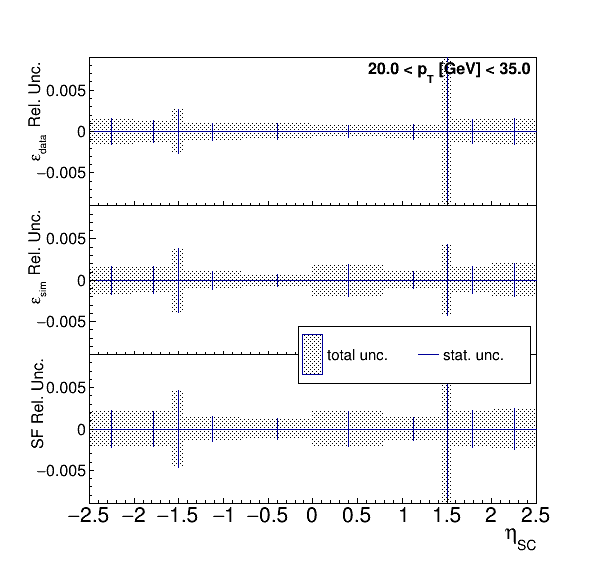 20.0 < p_T [GeV] < 35.0
ε_data Rel. Unc.
0.005
0
−0.005
ε_sim Rel. Unc.
0.005
0
−0.005
total unc.
stat. unc.
SF Rel. Unc.
0.005
0
−0.005
−2.5 −2 −1.5 −1 −0.5 0 0.5 1 1.5 2 2.5
η_SC